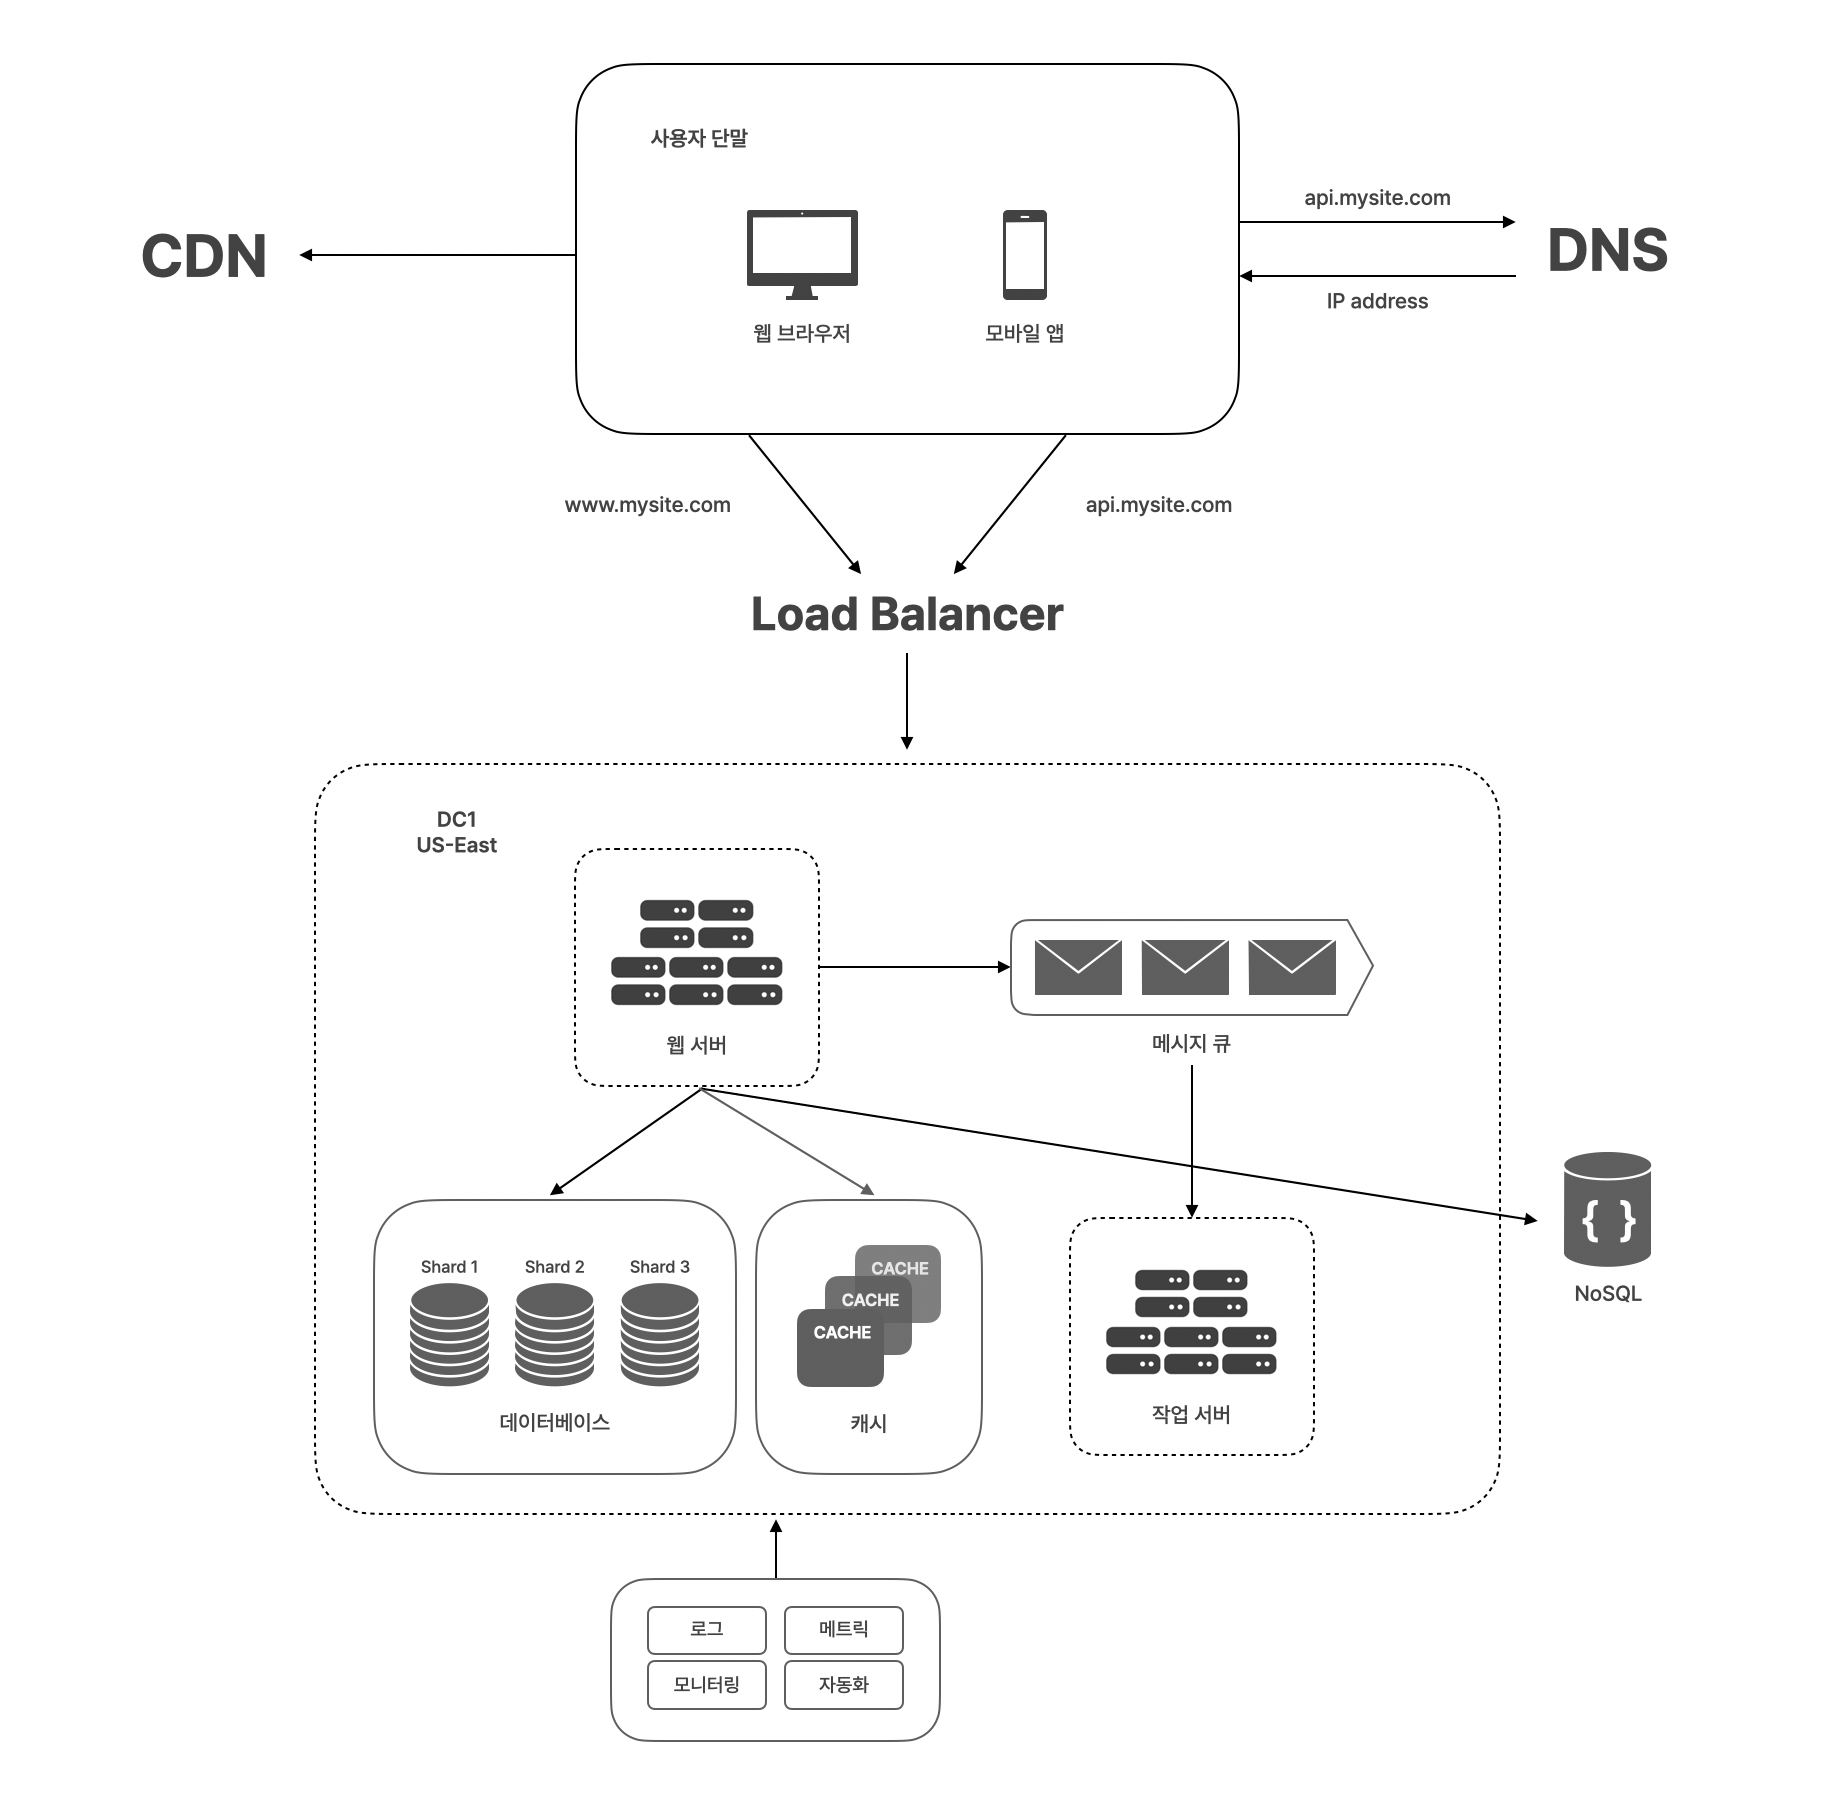 사용자 단말
웹 브라우저
모바일 앱
CDN
api.mysite.com
DNS
IP address
www.mysite.com
api.mysite.com
Load Balancer
DC1
US-East
웹 서버
메시지 큐
Shard 1
Shard 2
Shard 3
데이터베이스
CACHE
CACHE
CACHE
캐시
작업 서버
{ }
NoSQL
로그
메트릭
모니터링
자동화